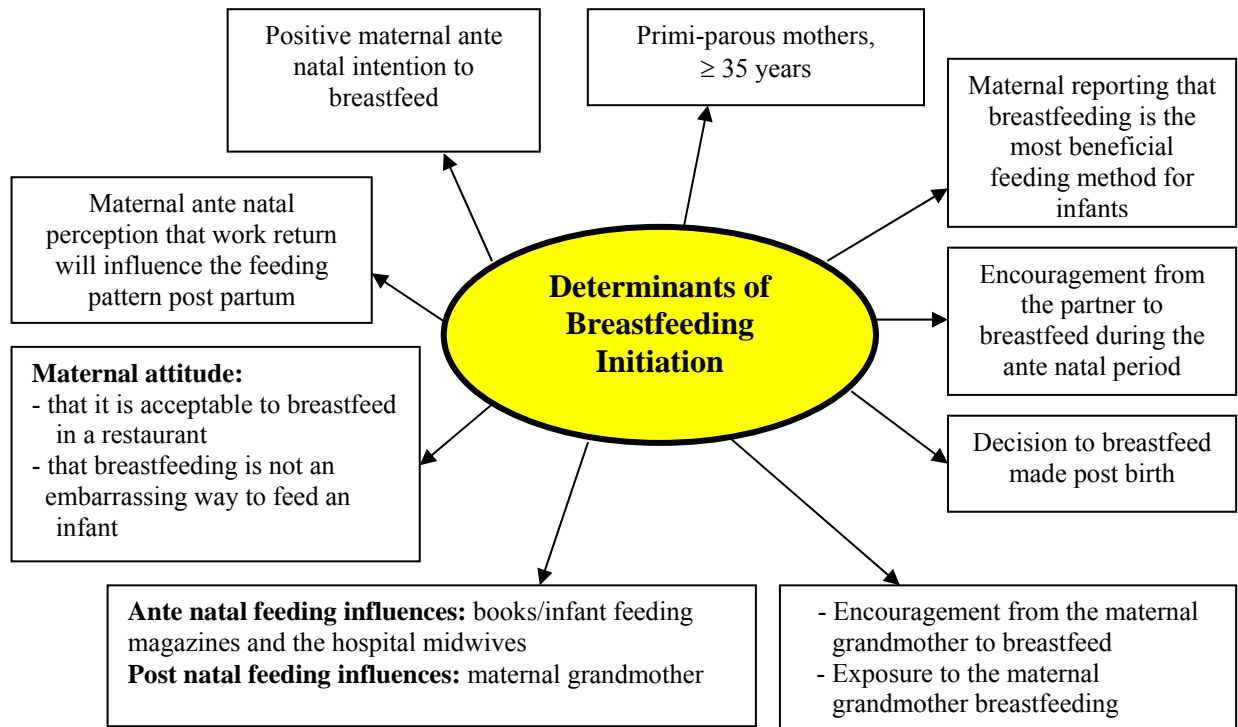 Positive maternal ante
natal intention to
breastfeed
Primi-parous mothers,
≥ 35 years
Maternal reporting that
breastfeeding is the
most beneficial
feeding method for
infants
Maternal ante natal
perception that work return
will influence the feeding
pattern post partum
Determinants of
Breastfeeding
Initiation
Encouragement from
the partner to
breastfeed during the
ante natal period
Maternal attitude:
- that it is acceptable to breastfeed
in a restaurant
- that breastfeeding is not an
embarrassing way to feed an
infant
Decision to breastfeed
made post birth
Ante natal feeding influences: books/infant feeding
magazines and the hospital midwives
Post natal feeding influences: maternal grandmother
- Encouragement from the maternal
grandmother to breastfeed
- Exposure to the maternal
grandmother breastfeeding